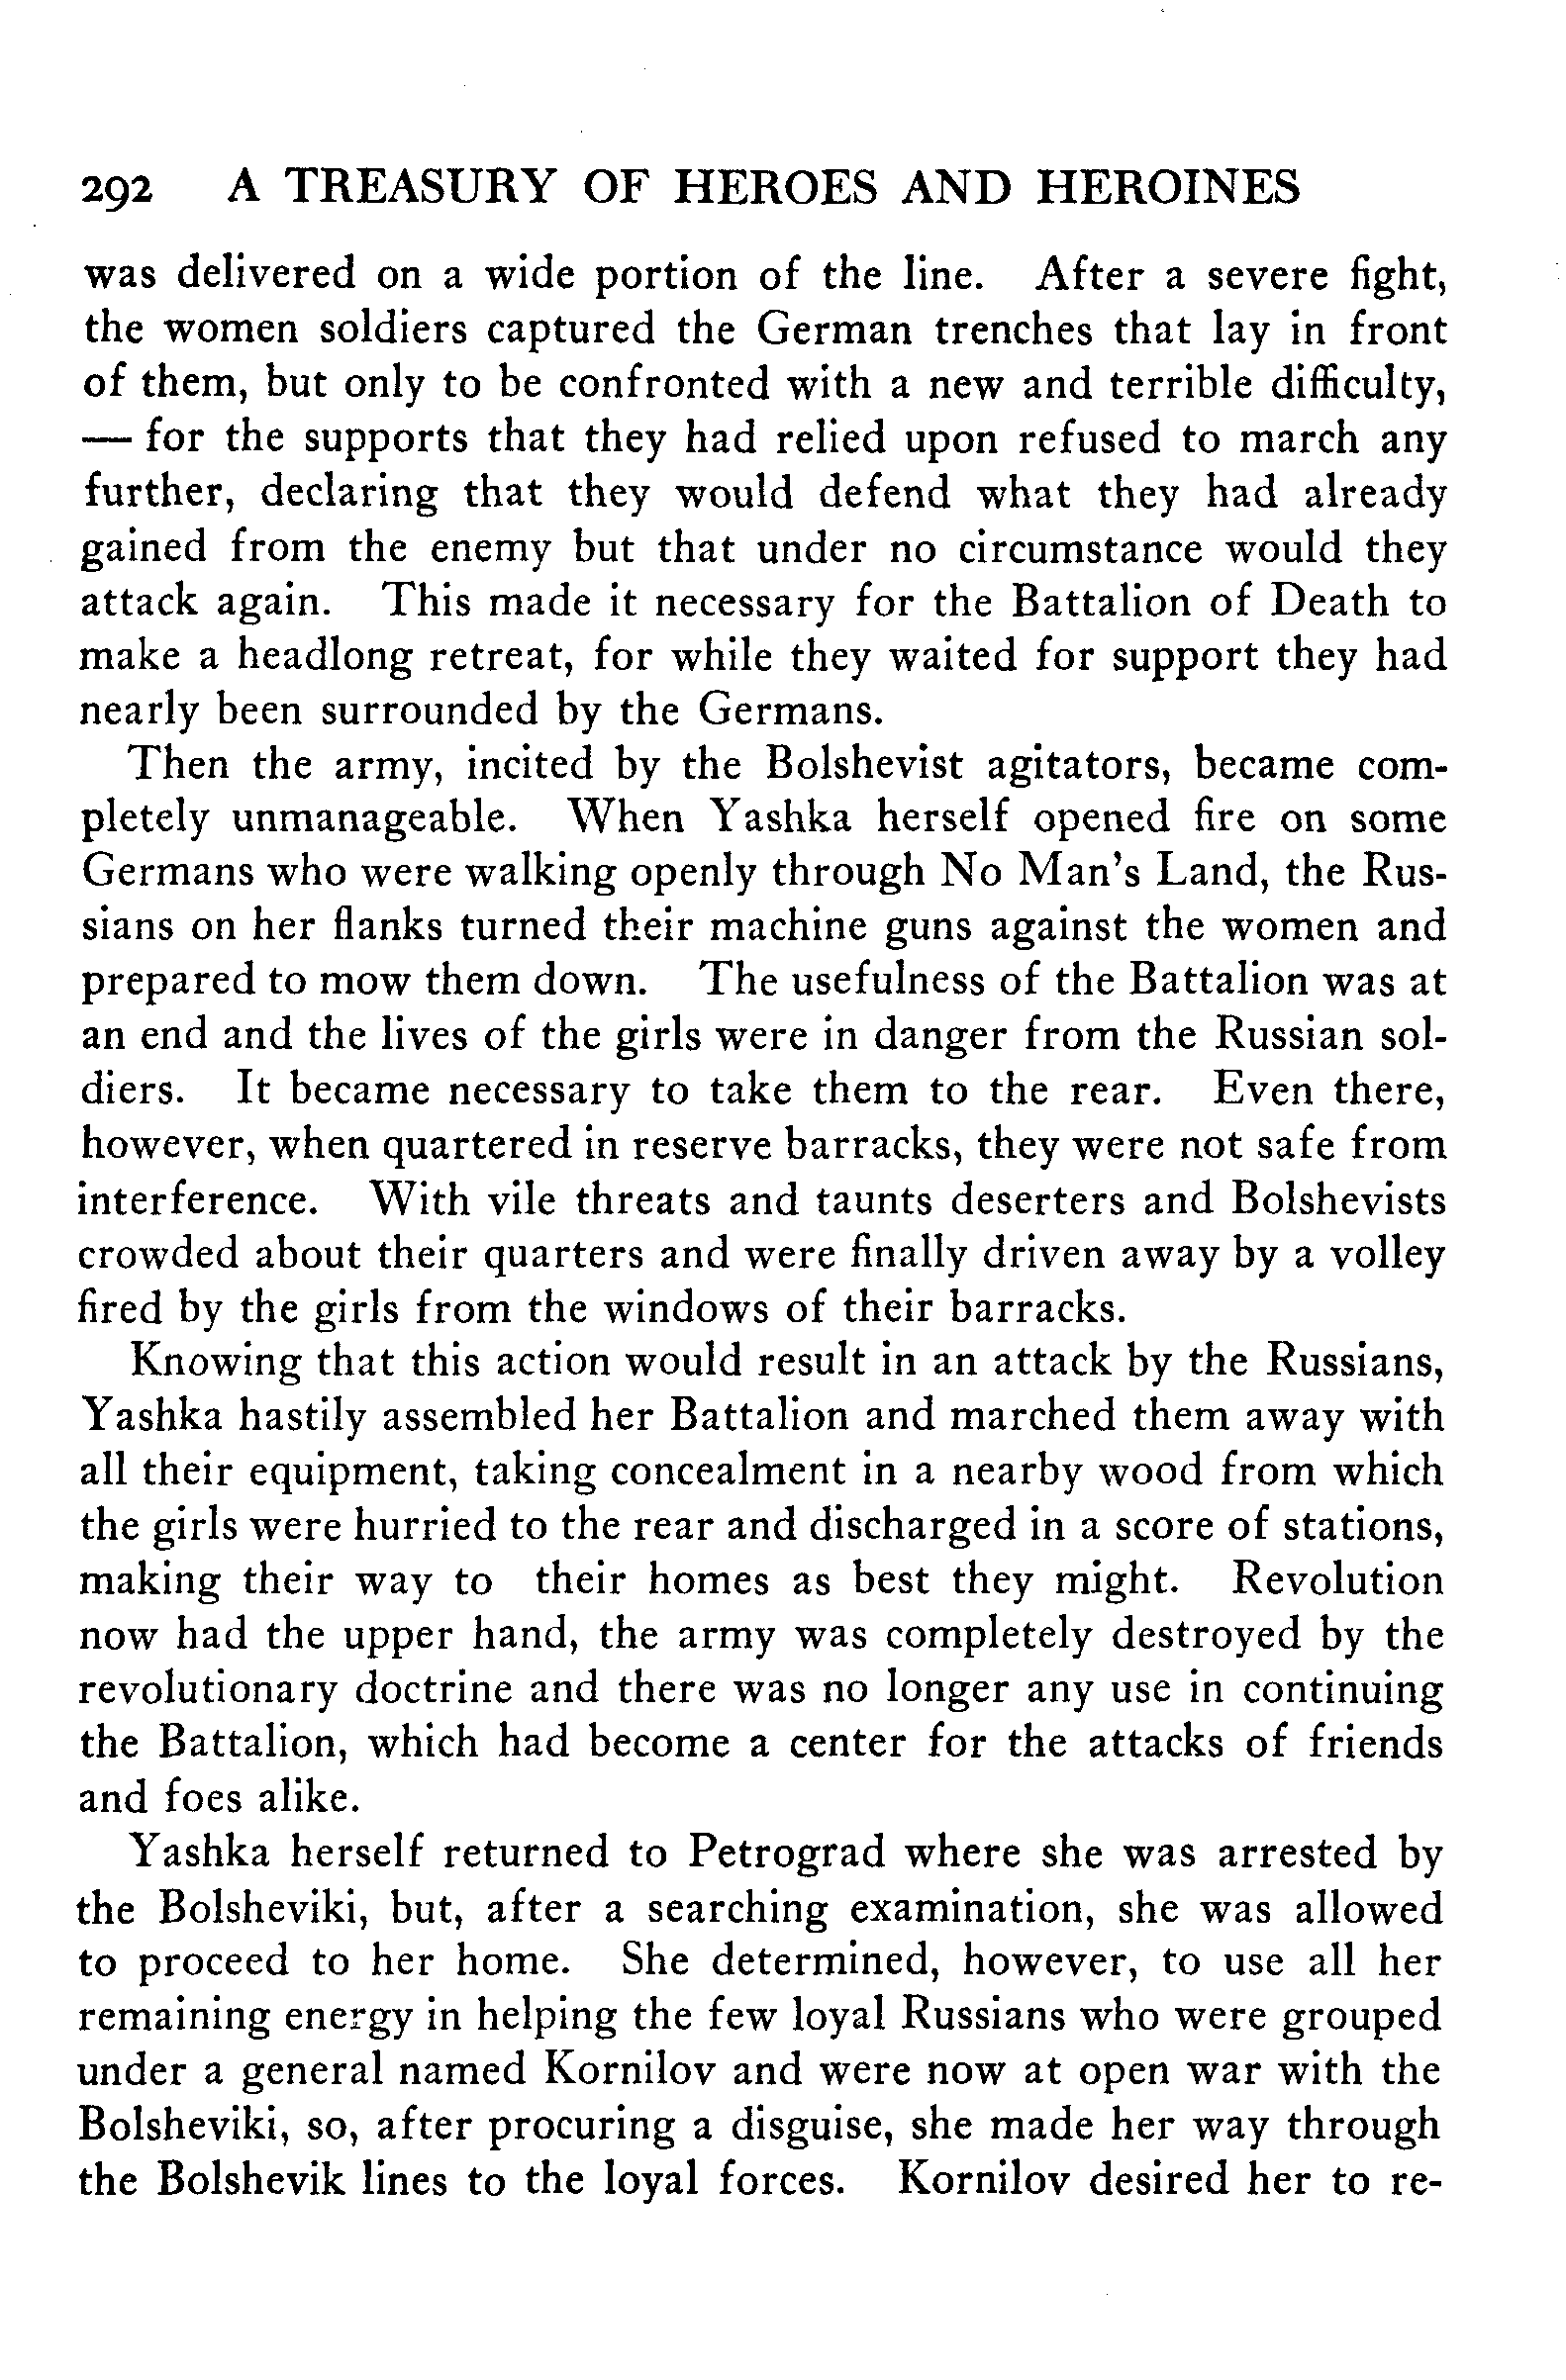 292 A TREASURY OF HEROES AND HEROINES
was delivered on a wide portion of the line. After a severe fight,
the women soldiers captured the German trenches that lay in front
of them, but only to be confronted with a new and terrible difficulty,
— for the supports that they had relied upon refused to march any
further, declaring that they would defend what they had already
gained from the enemy but that under no circumstance would they
attack again. This made it necessary for the Battalion of Death to
make a headlong retreat, for while they waited for support they had
nearly been surrounded by the Germans.
Then the army, incited by the Bolshevist agitators, became com-
pletely unmanageable. When Yashka herself opened fire on some
Germans who were walking openly through No Man's Land, the Rus-
sians on her flanks turned their machine guns against the women and
prepared to mow them down. The usefulness of the Battalion was at
an end and the lives of the girls were in danger from the Russian sol-
diers. It became necessary to take them to the rear. Even there,
however, when quartered in reserve barracks, they were not safe from
interference. With vile threats and taunts deserters and Bolshevists
crowded about their quarters and were finally driven away by a volley
fired by the girls from the windows of their barracks.
Knowing that this action would result in an attack by the Russians,
Yashka hastily assembled her Battalion and marched them away with
all their equipment, taking concealment in a nearby wood from which
the girls were hurried to the rear and discharged in a score of stations,
making their way to their homes as best they might. Revolution
now had the upper hand, the army was completely destroyed by the
revolutionary doctrine and there was no longer any use in continuing
the Battalion, which had become a center for the attacks of friends
and foes alike.
Yashka herself returned to Petrograd where she was arrested by
the Bolsheviki, but, after a searching examination, she was allowed
to proceed to her home. She determined, however, to use all her
remaining energy in helping the few loyal Russians who were grouped
under a general named Kornilov and were now at open war with the
Bolsheviki, so, after procuring a disguise, she made her way through
the Bolshevik lines to the loyal forces. Kornilov desired her to re-